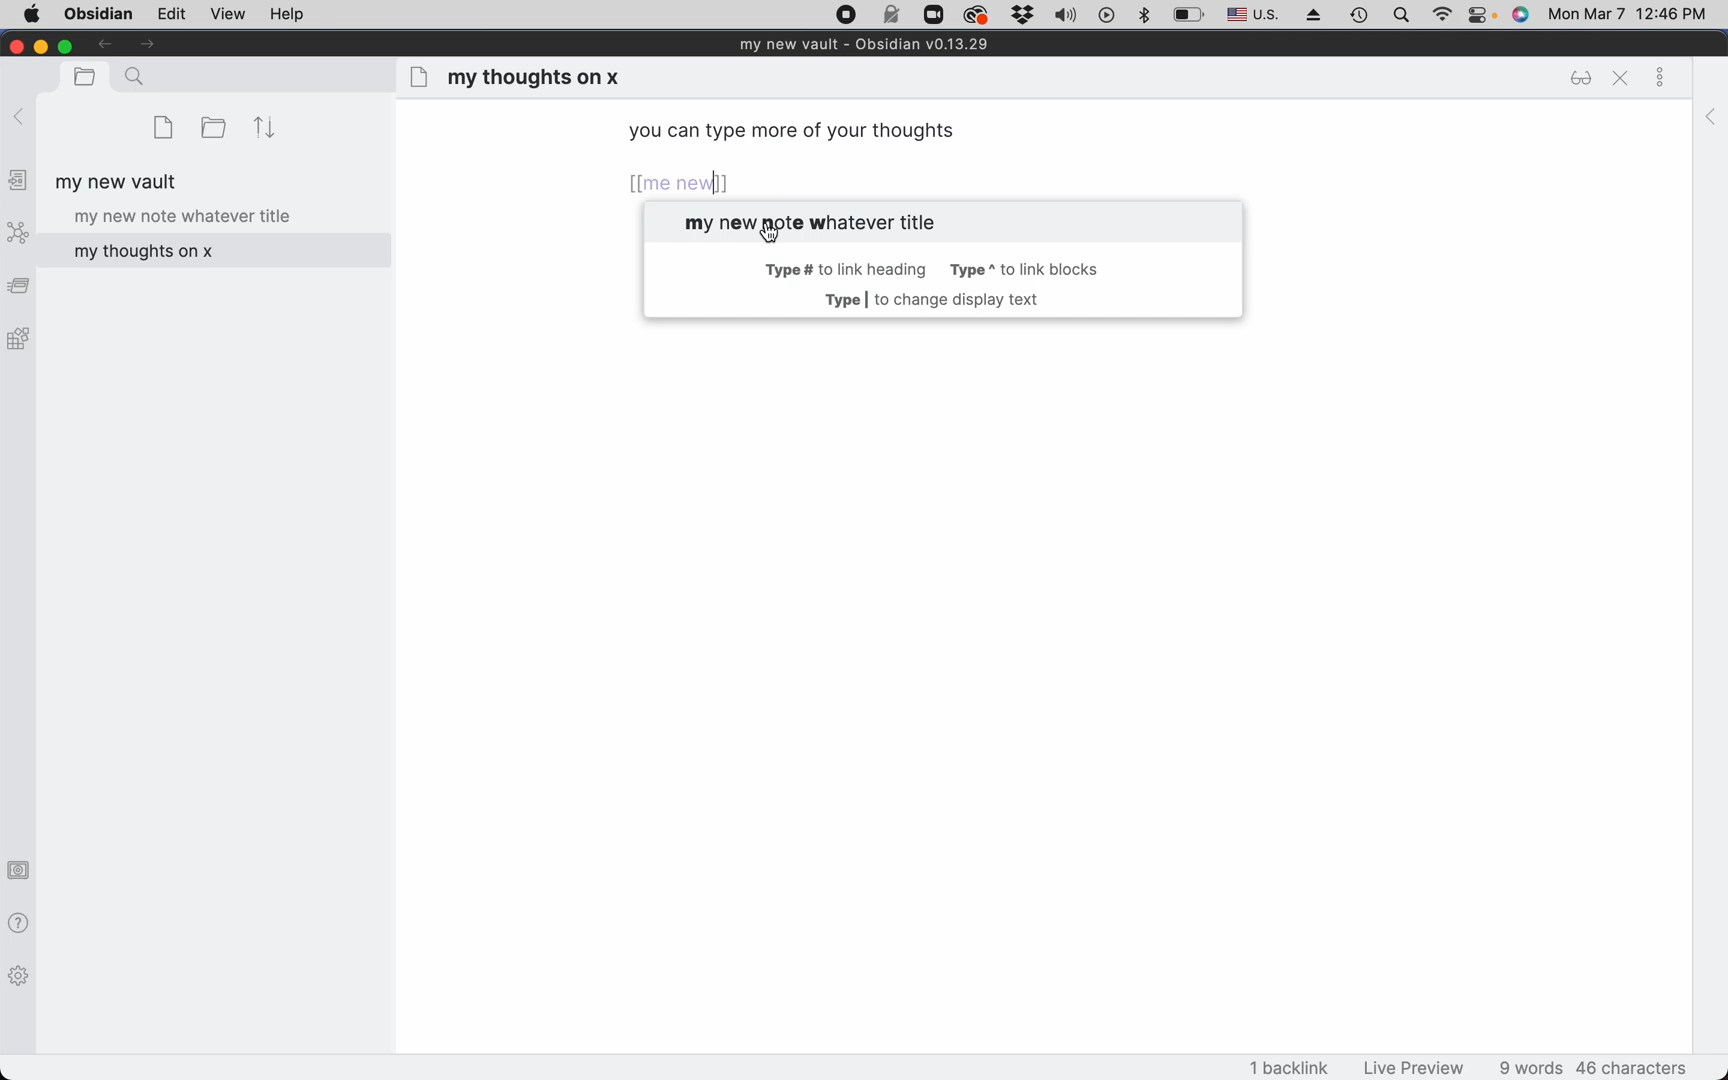 Obsidian Edit View Help U.S. Mon Mar 7 12:46 PM
my new vault - Obsidian v0.13.29
my thoughts on x
my new vault
my new note whatever title
my thoughts on x
you can type more of your thoughts
[[me new]]
my new note whatever title
Type # to link heading Type ^ to link blocks
Type | to change display text
1 backlink Live Preview 9 words 46 characters